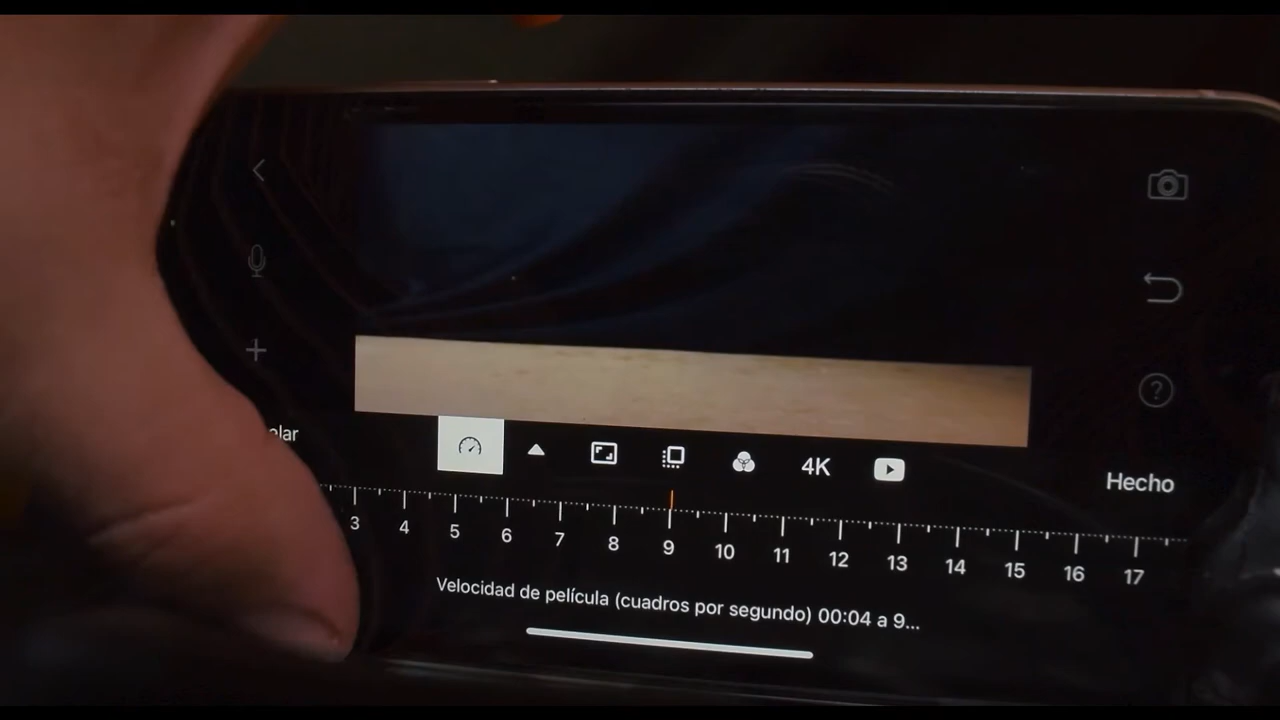 elar
4K
Hecho
3 4 5 6 7 8 9 10 11 12 13 14 15 16 17
Velocidad de película (cuadros por segundo) 00:04 a 9...